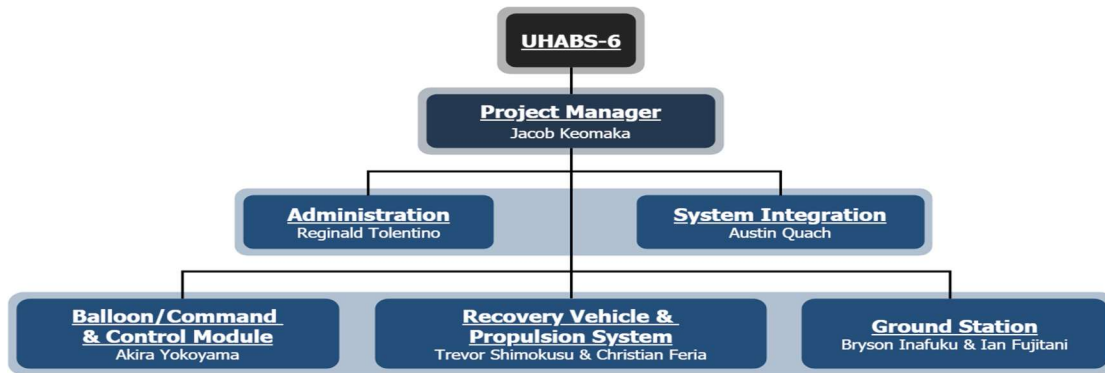 UHABS-6
Project Manager
Jacob Keomaka
Administration
Reginald Tolentino
System Integration
Austin Quach
Balloon/Command
& Control Module
Akira Yokoyama
Recovery Vehicle &
Propulsion System
Trevor Shimokusu & Christian Feria
Ground Station
Bryson Inafuku & Ian Fujitani